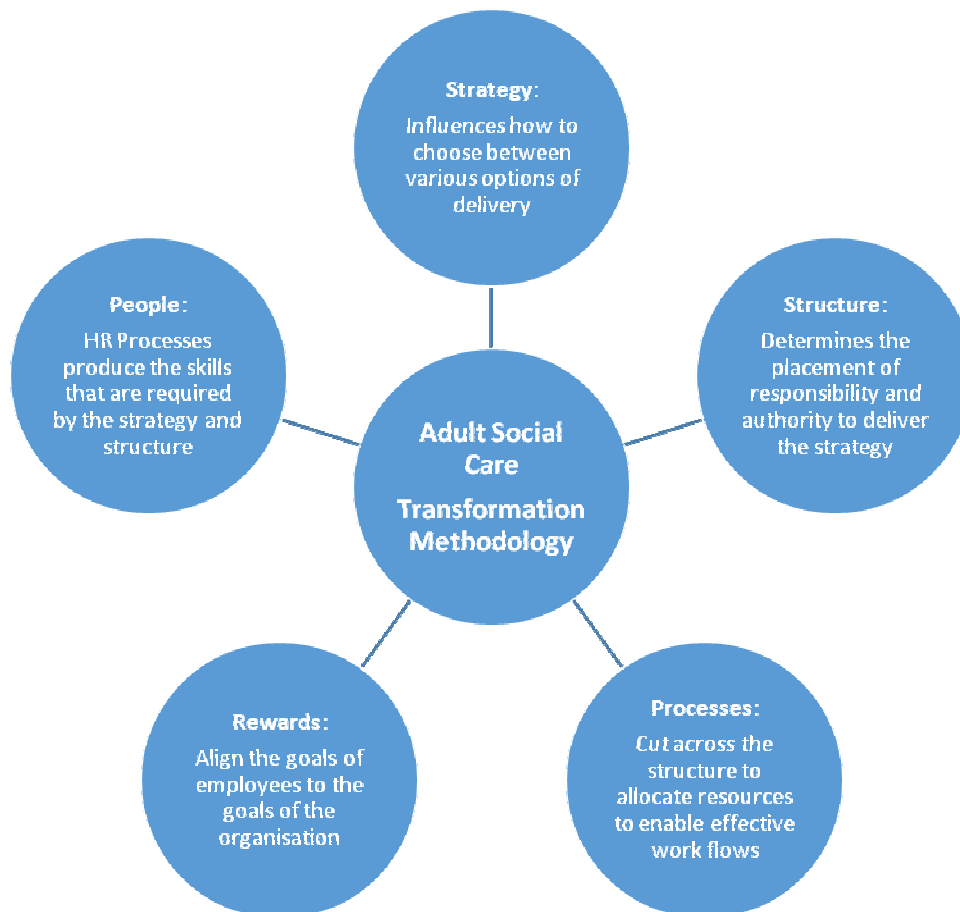 Strategy:
Influences how to
choose between
various options of
delivery
People:
HR Processes
produce the skills
that are required
by the strategy and
structure
Structure:
Determines the
placement of
responsibility and
authority to deliver
the strategy
Adult Social
Care
Transformation
Methodology
Rewards:
Align the goals of
employees to the
goals of the
organisation
Processes:
Cut across the
structure to
allocate resources
to enable effective
work flows